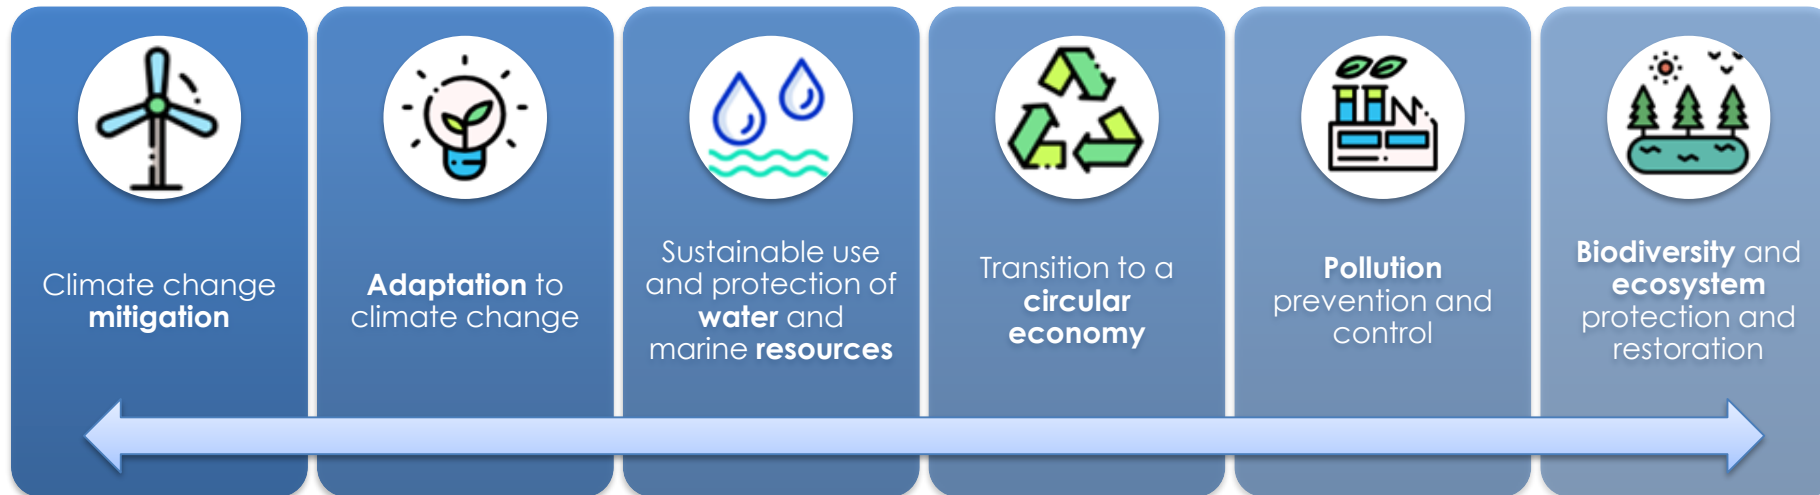 Climate change
mitigation
Adaptation to
climate change
Sustainable use
and protection of
water and
marine resources
Transition to a
circular
economy
Pollution
prevention and
control
Biodiversity and
ecosystem
protection and
restoration